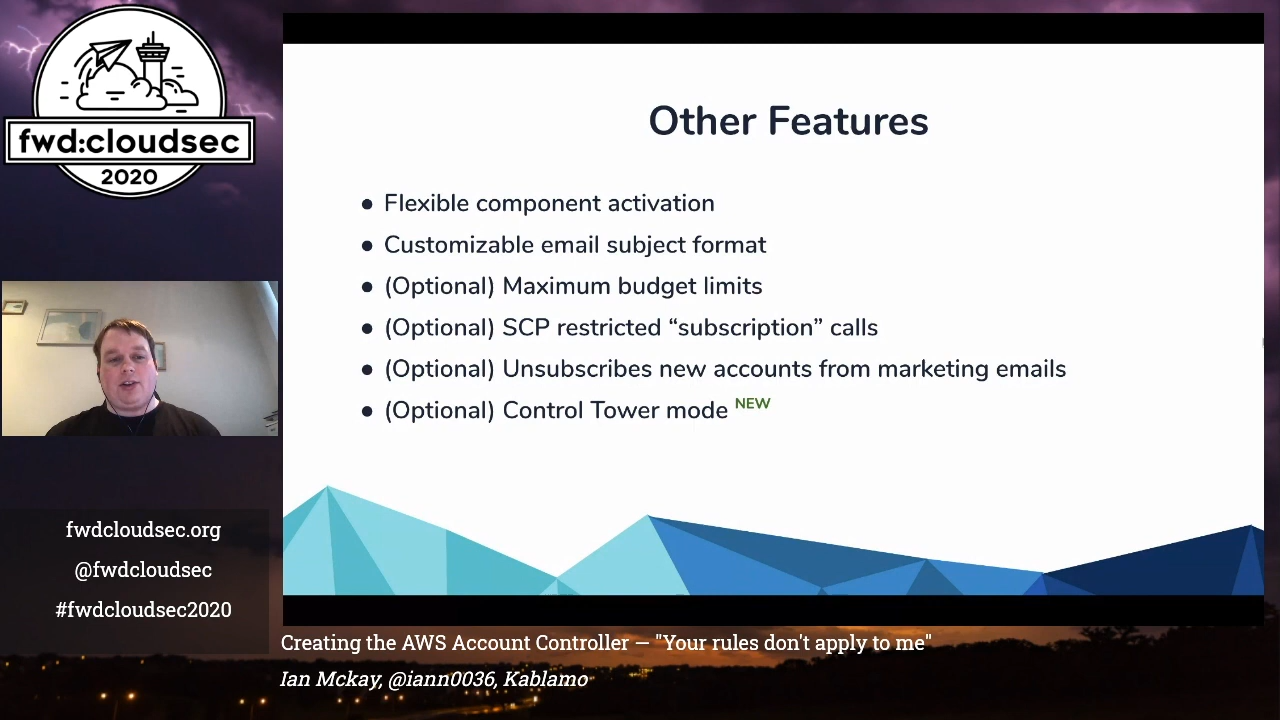 fwd:cloudsec
2020
Other Features
● Flexible component activation
● Customizable email subject format
● (Optional) Maximum budget limits
● (Optional) SCP restricted “subscription” calls
● (Optional) Unsubscribes new accounts from marketing emails
● (Optional) Control Tower mode NEW
fwdcloudsec.org
@fwdcloudsec
#fwdcloudsec2020
Creating the AWS Account Controller — "Your rules don't apply to me"
Ian Mckay, @iann0036, Kablamo